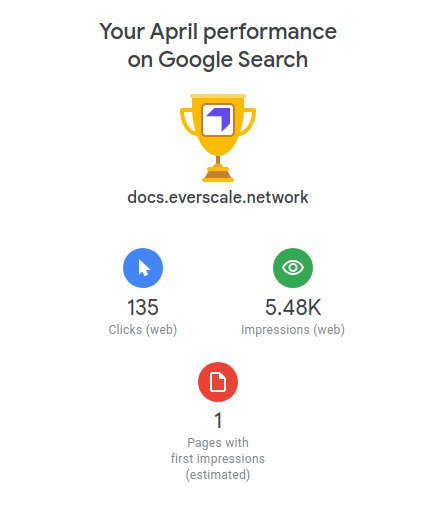 Your April performance
on Google Search
docs.everscale.network
135
Clicks (web)
5.48K
Impressions (web)
1
Pages with
first impressions
(estimated)